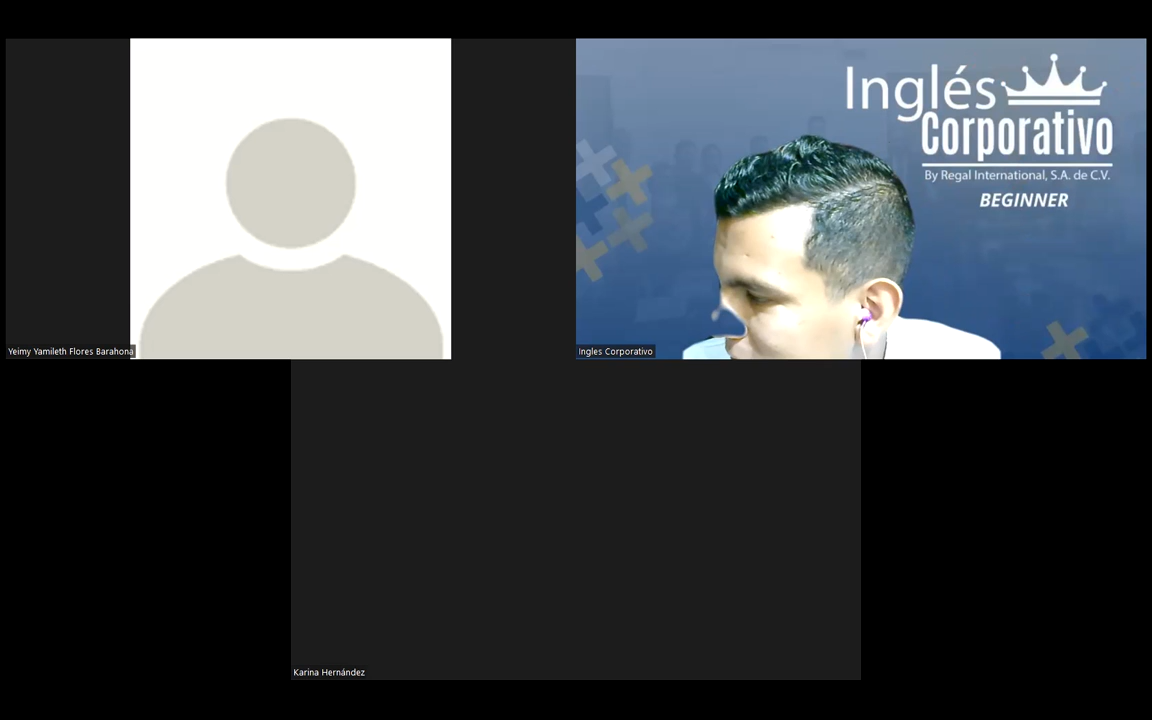 Inglés
Corporativo
By Regal International, S.A. de C.V.
BEGINNER
Yeimy Yamileth Flores Barahona
Ingles Corporativo
Karina Hernández